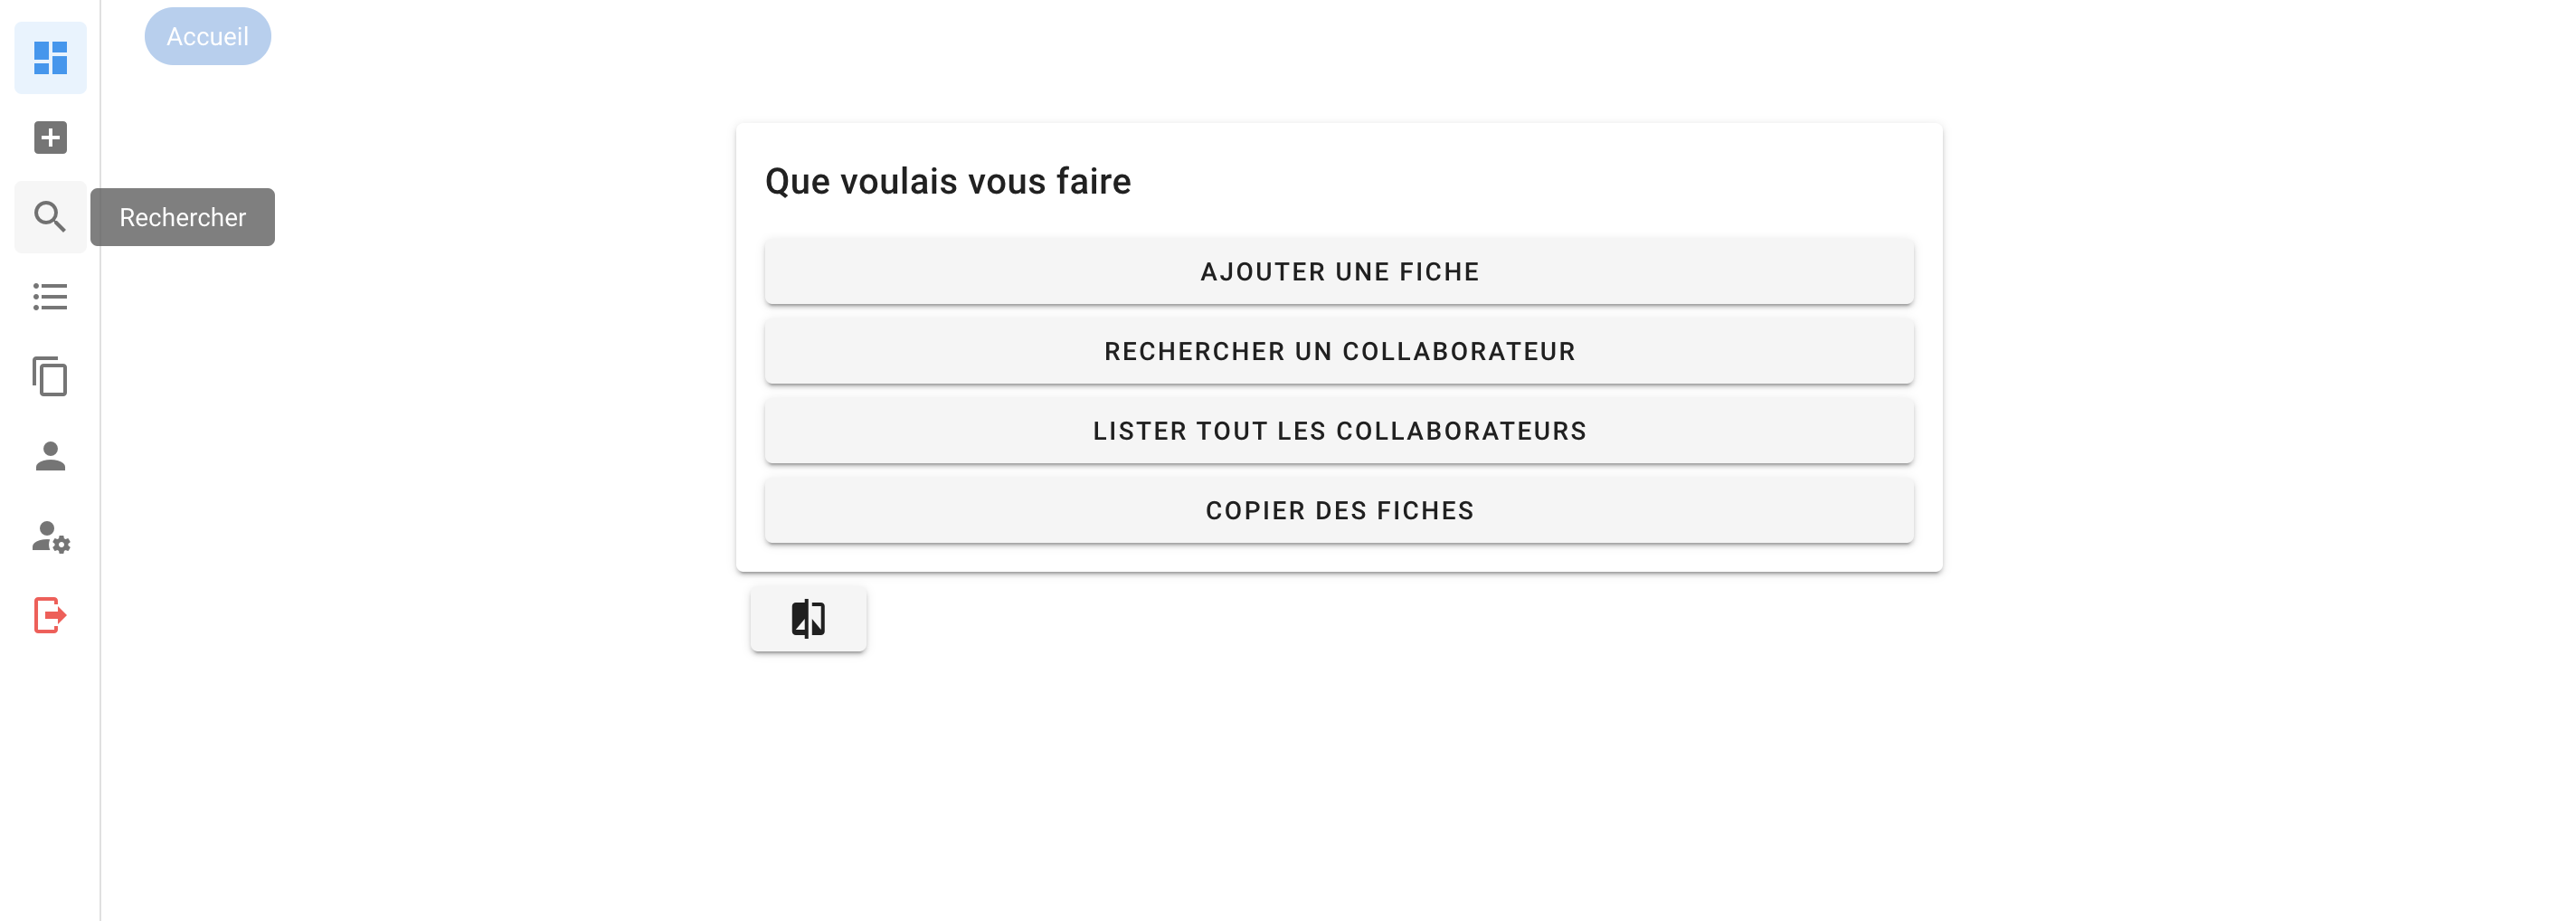 Accueil
Rechercher
Que voulais vous faire
AJOUTER UNE FICHE
RECHERCHER UN COLLABORATEUR
LISTER TOUT LES COLLABORATEURS
COPIER DES FICHES